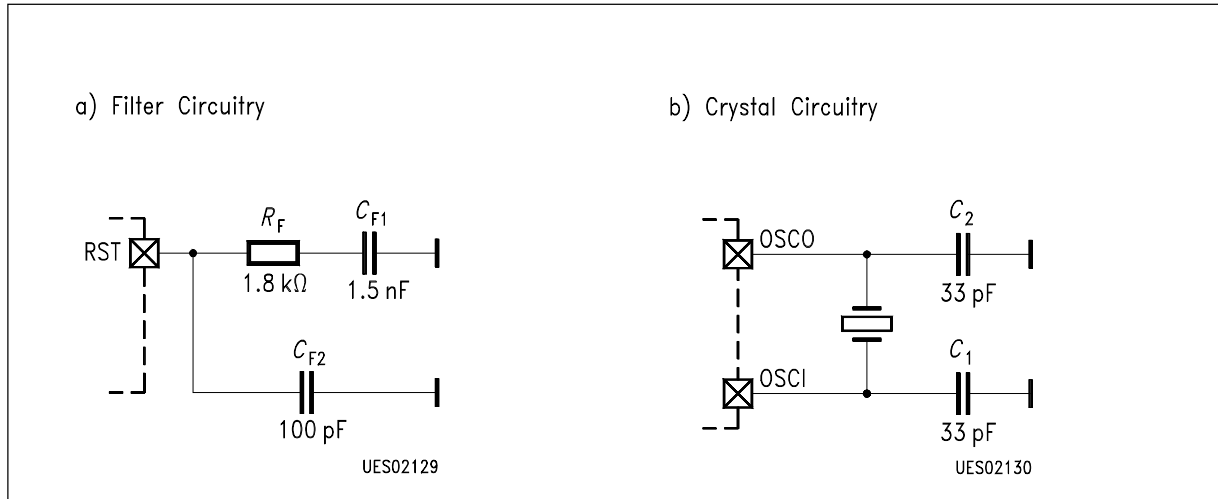 a) Filter Circuitry
RST
R_F
1.8 kΩ
C_F1
1.5 nF
C_F2
100 pF
UES02129
b) Crystal Circuitry
OSCO
OSCI
C_2
33 pF
C_1
33 pF
UES02130